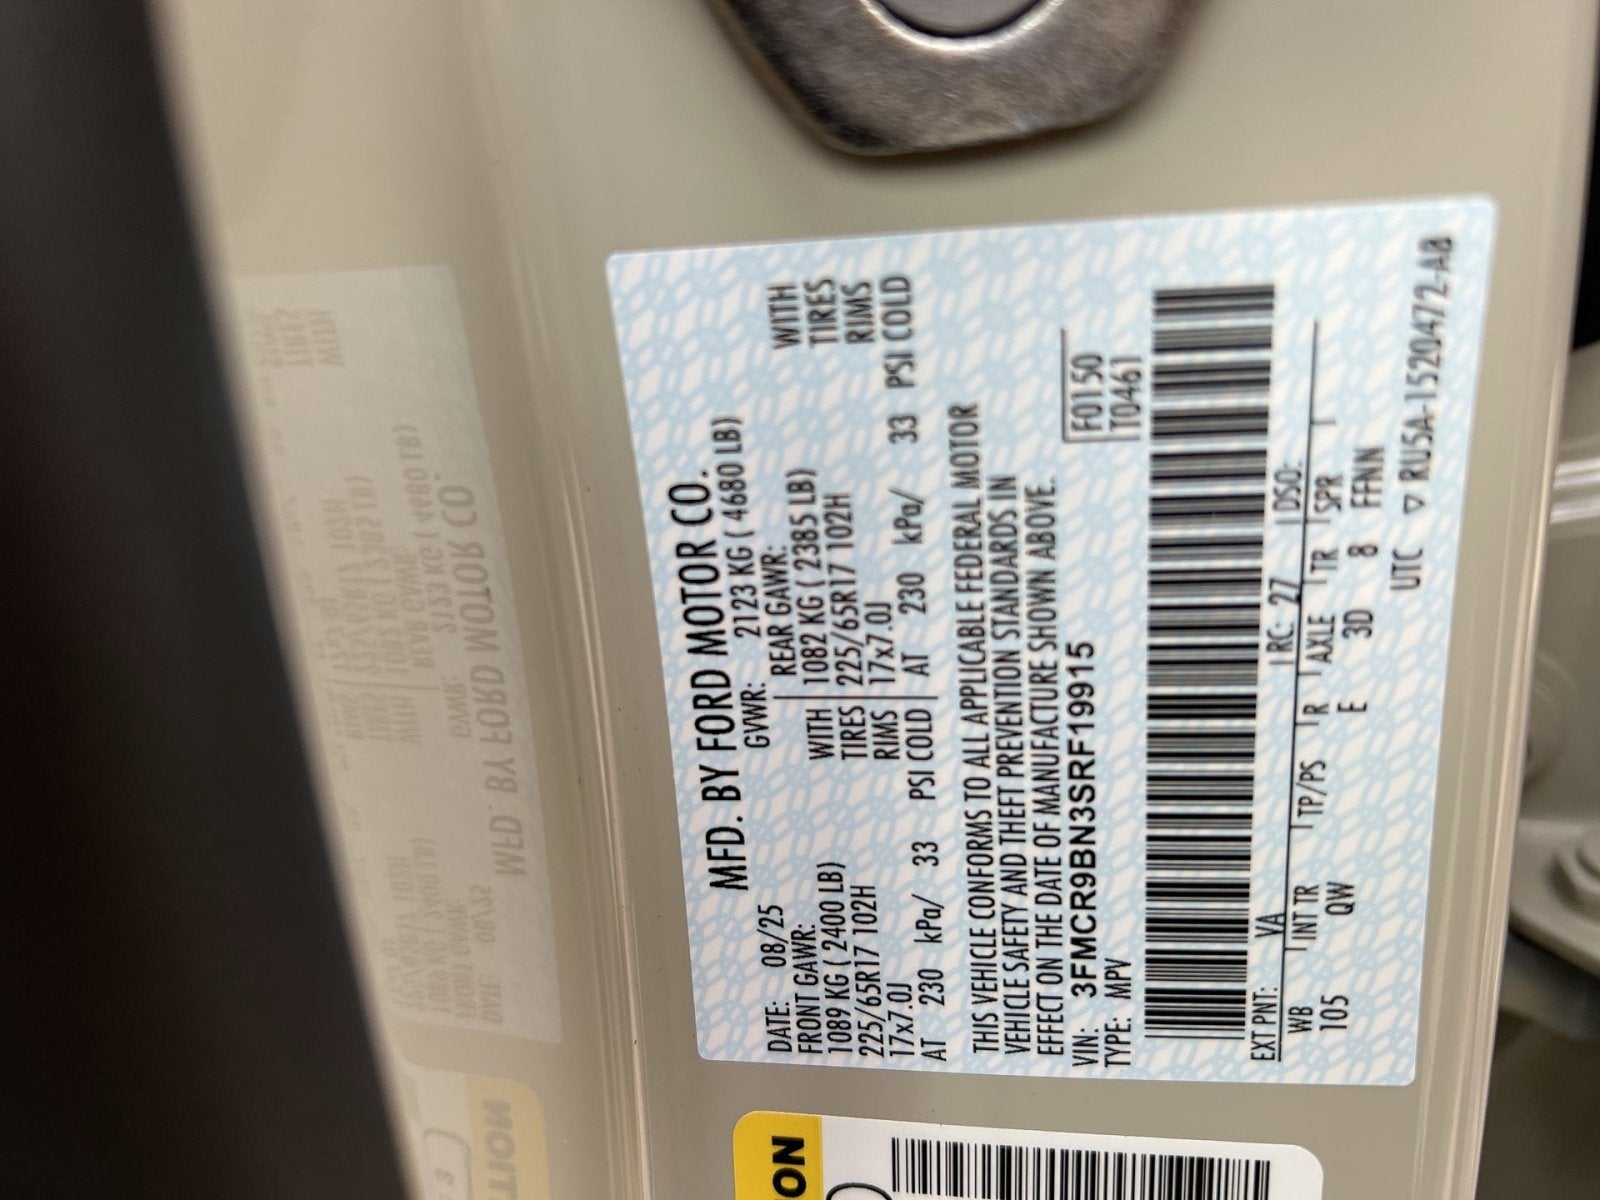 MFD. BY FORD MOTOR CO.
DATE: 08/25 GVWR: 2123 KG ( 4680 LB)
FRONT GAWR: REAR GAWR:
1089 KG ( 2400 LB) WITH 1082 KG ( 2385 LB) WITH
225/65R17 102H TIRES 225/65R17 102H TIRES
17x7.0J RIMS 17x7.0J RIMS
AT 230 kPa/ 33 PSI COLD AT 230 kPa/ 33 PSI COLD
THIS VEHICLE CONFORMS TO ALL APPLICABLE FEDERAL MOTOR
VEHICLE SAFETY AND THEFT PREVENTION STANDARDS IN
EFFECT ON THE DATE OF MANUFACTURE SHOWN ABOVE.
VIN: 3FMCR9BN3SRF19915 F0150
TYPE: MPV T0461
EXT PNT: VA RC: 27 DSO:
WB INT TR TP/PS R AXLE TR SPR
105 QW E 3D 8 FFNN
UTC ▽ RU5A-1520472-AB